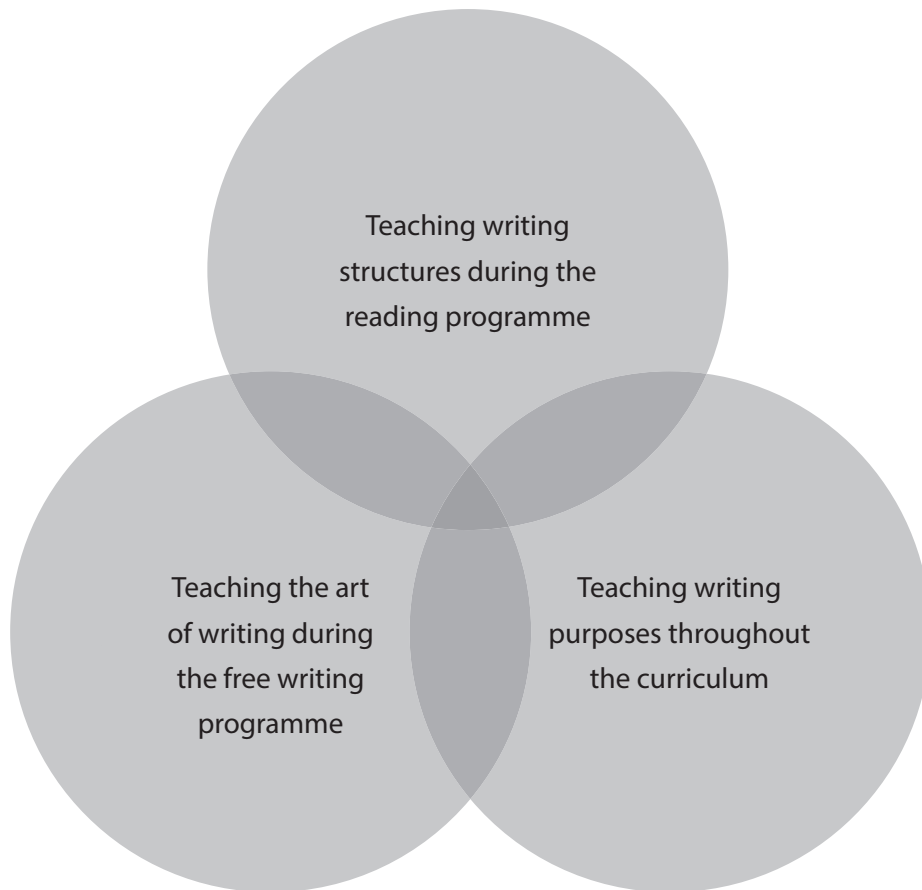 Teaching writing
structures during the
reading programme
Teaching the art
of writing during
the free writing
programme
Teaching writing
purposes throughout
the curriculum